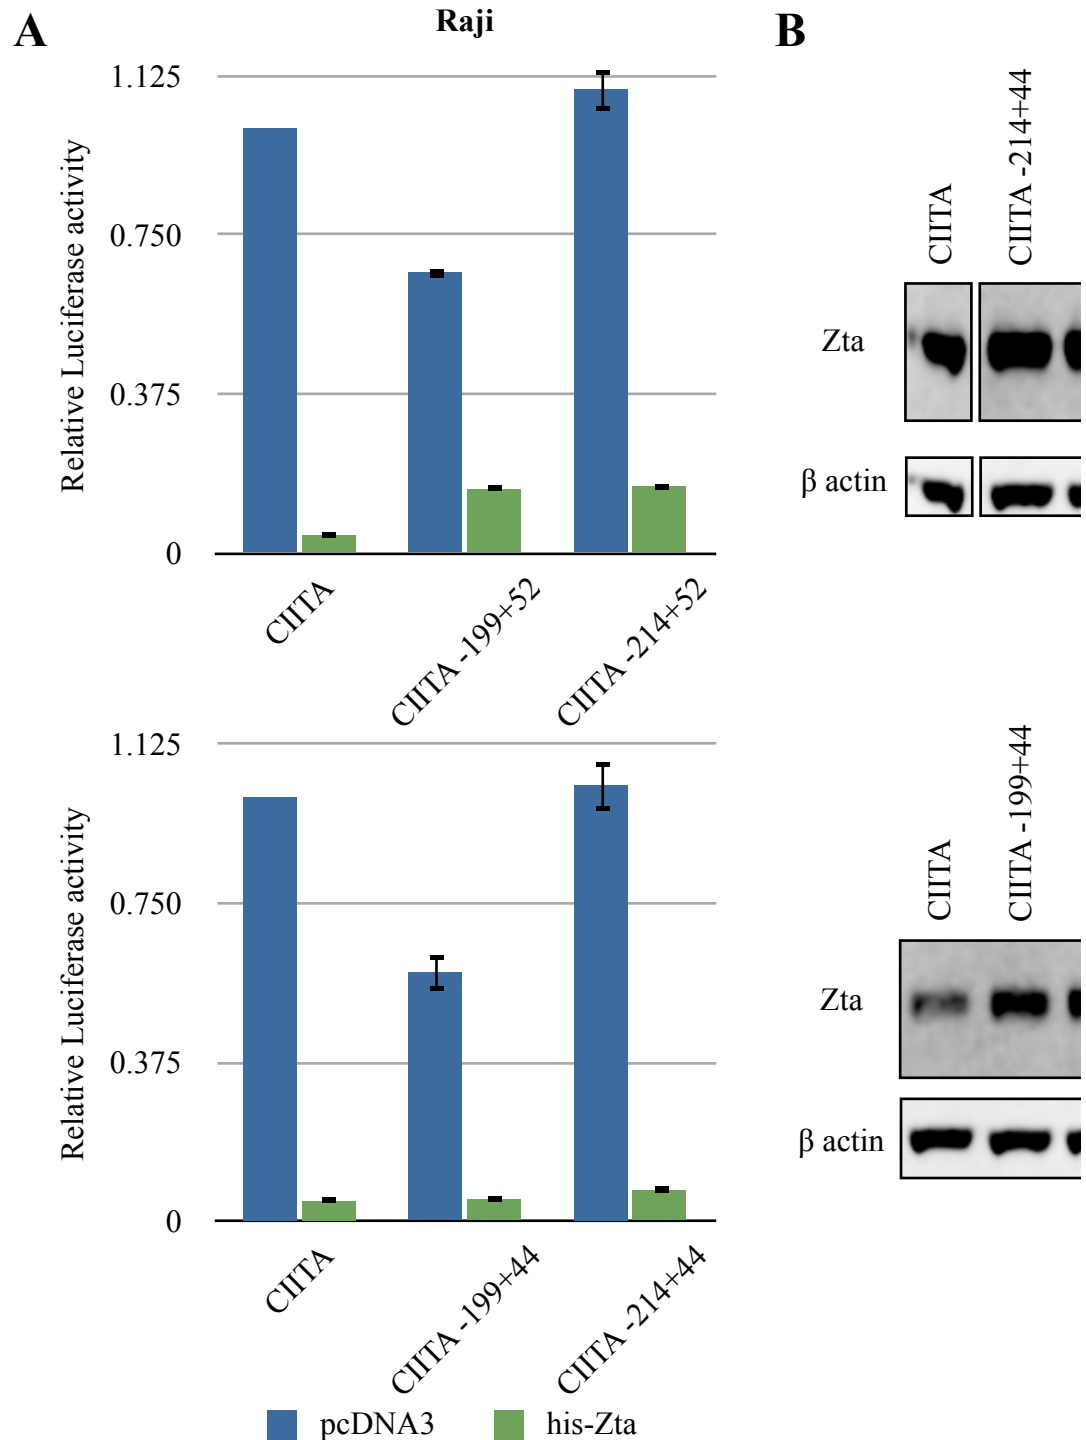 A
Raji
B
Relative Luciferase activity
1.125
0.750
0.375
0
CIITA
CIITA -199+52
CIITA -214+52
CIITA
CIITA -214+44
Zta
β actin
Relative Luciferase activity
1.125
0.750
0.375
0
CIITA
CIITA -199+44
CIITA -214+44
CIITA
CIITA -199+44
Zta
β actin
pcDNA3
his-Zta